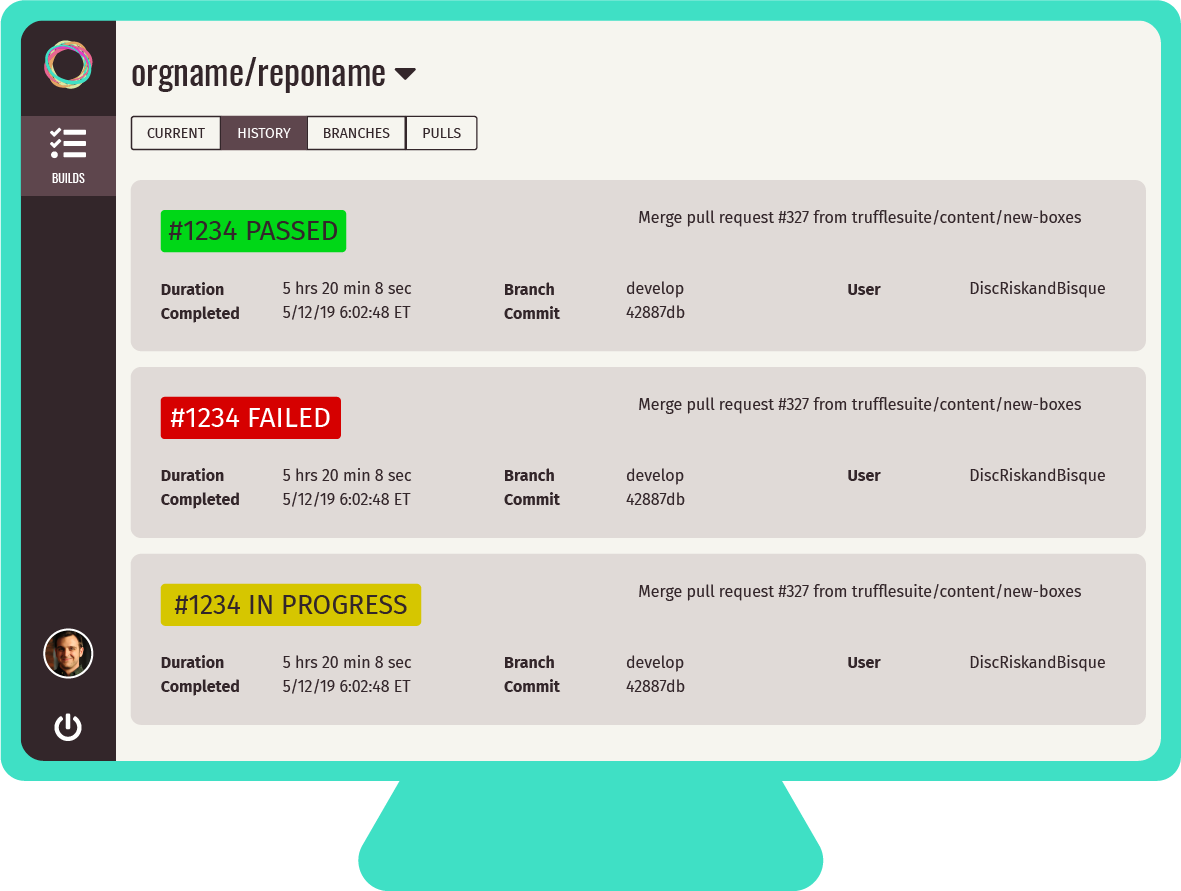 orgname/reponame
CURRENT HISTORY BRANCHES PULLS
BUILDS
#1234 PASSED
Merge pull request #327 from trufflesuite/content/new-boxes
Duration 5 hrs 20 min 8 sec Branch develop User DiscRiskandBisque
Completed 5/12/19 6:02:48 ET Commit 42887db
#1234 FAILED
Merge pull request #327 from trufflesuite/content/new-boxes
Duration 5 hrs 20 min 8 sec Branch develop User DiscRiskandBisque
Completed 5/12/19 6:02:48 ET Commit 42887db
#1234 IN PROGRESS
Merge pull request #327 from trufflesuite/content/new-boxes
Duration 5 hrs 20 min 8 sec Branch develop User DiscRiskandBisque
Completed 5/12/19 6:02:48 ET Commit 42887db